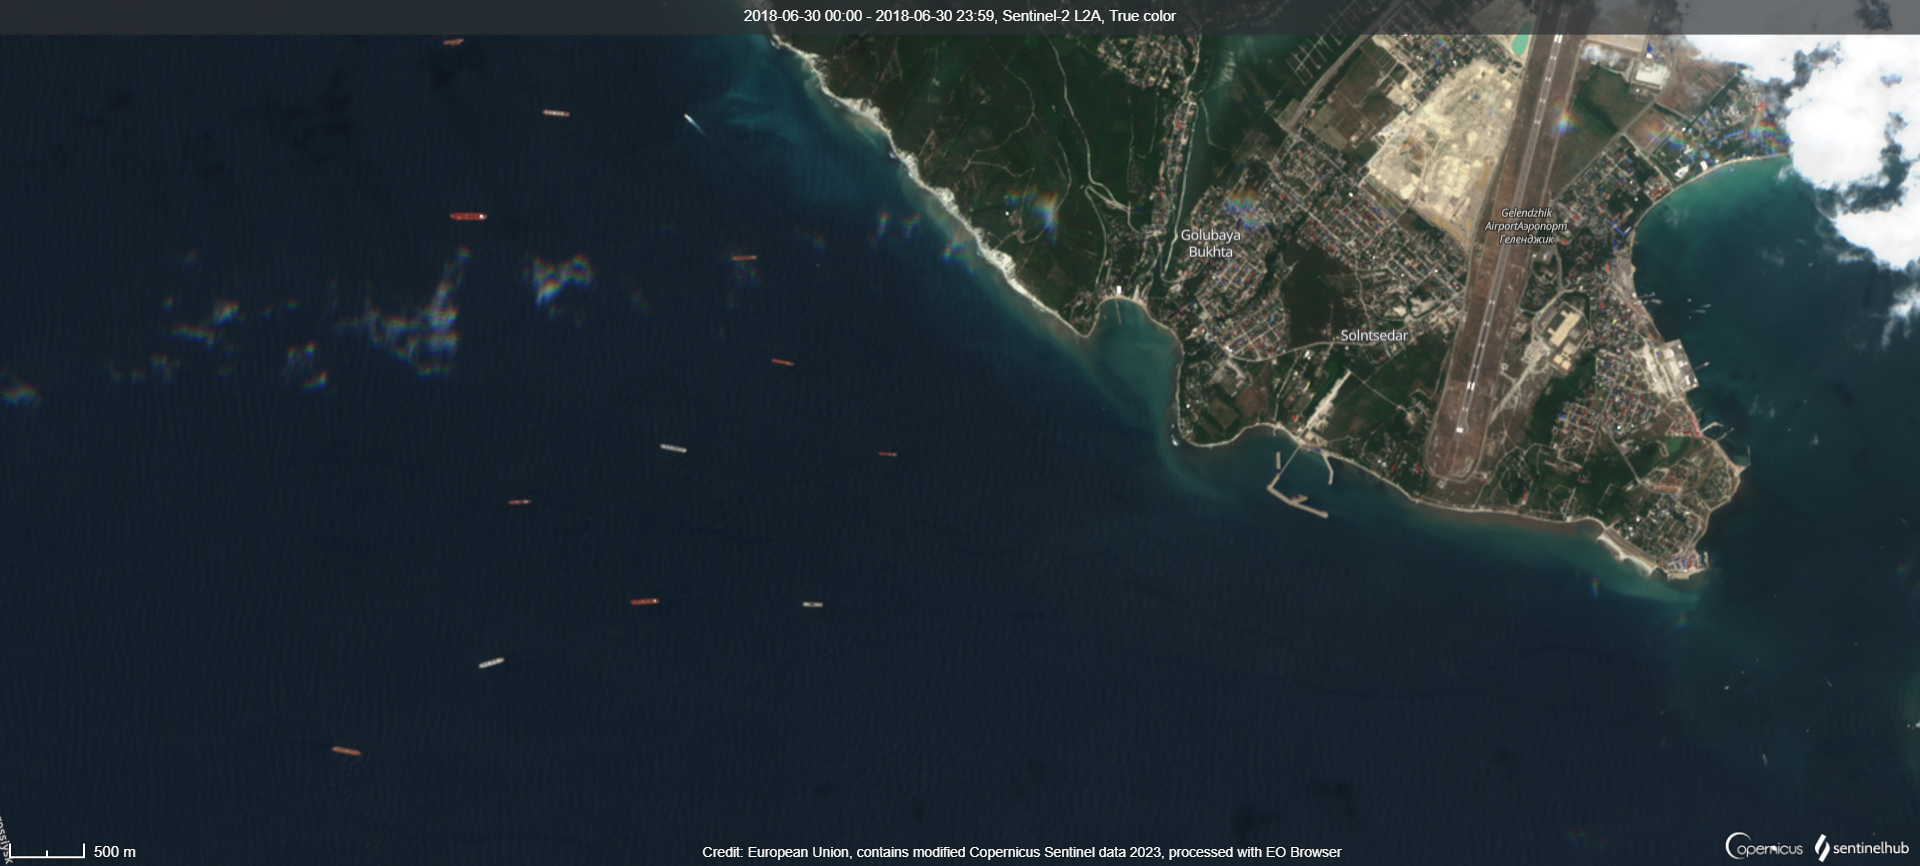 2018-06-30 00:00 - 2018-06-30 23:59, Sentinel-2 L2A, True color
Gelendzhik
AirportАэропорт
Геленджик
Golubaya
Bukhta
Solntsedar
500 m
Credit: European Union, contains modified Copernicus Sentinel data 2023, processed with EO Browser
Copernicus
sentinelhub